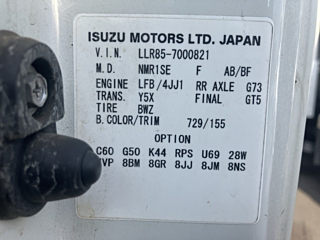 ISUZU MOTORS LTD. JAPAN
V.I.N. LLR85-7000821
M.D. NMR1SE F AB/BF
ENGINE LFB/4JJ1 RR AXLE G73
TRANS. Y5X FINAL GT5
TIRE BWZ
B.COLOR/TRIM 729/155
OPTION
C60 G50 K44 RPS U69 28W
8BM 8GR 8JJ 8JM 8NS